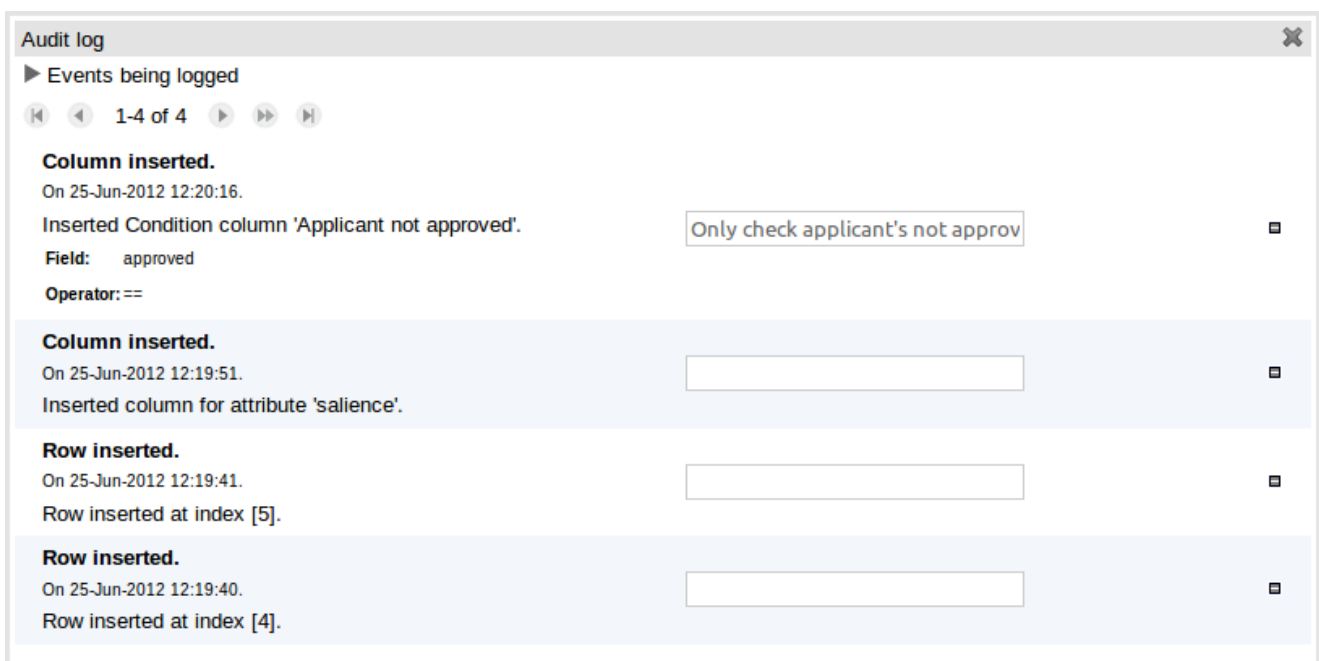 Audit log
Events being logged
1-4 of 4
Column inserted.
On 25-Jun-2012 12:20:16.
Inserted Condition column 'Applicant not approved'.
Only check applicant's not approv
Field: approved
Operator: ==
Column inserted.
On 25-Jun-2012 12:19:51.
Inserted column for attribute 'salience'.
Row inserted.
On 25-Jun-2012 12:19:41.
Row inserted at index [5].
Row inserted.
On 25-Jun-2012 12:19:40.
Row inserted at index [4].